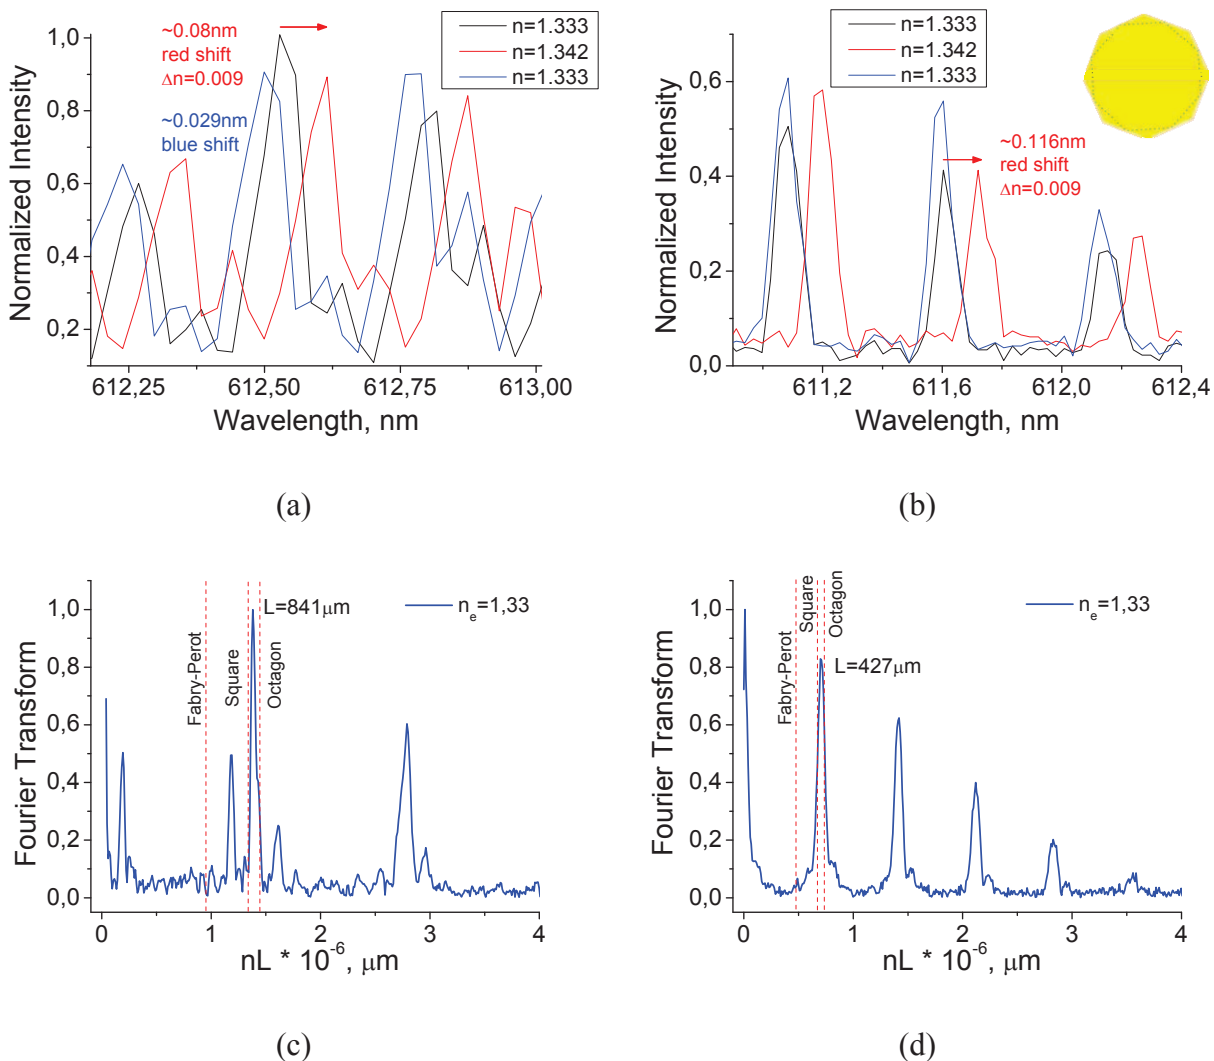 ~0.08nm
red shift
Δn=0.009
~0.029nm
blue shift
n=1.333
n=1.342
n=1.333
1,0
0,8
0,6
0,4
0,2
Normalized Intensity
612,25
612,50
612,75
613,00
Wavelength, nm
(a)
n=1.333
n=1.342
n=1.333
~0.116nm
red shift
Δn=0.009
0,6
0,4
0,2
0.0
Normalized Intensity
611,2
611,6
612,0
612,4
Wavelength, nm
(b)
L=841μm
nₑ=1,33
Fabry-Perot
Square
Octagon
1,0
0,8
0,6
0,4
0,2
0,0
Fourier Transform
0
1
2
3
4
nL * 10⁻⁶, μm
(c)
L=427μm
nₑ=1,33
Fabry-Perot
Square
Octagon
1,0
0,8
0,6
0,4
0,2
0,0
Fourier Transform
0
1
2
3
4
nL * 10⁻⁶, μm
(d)